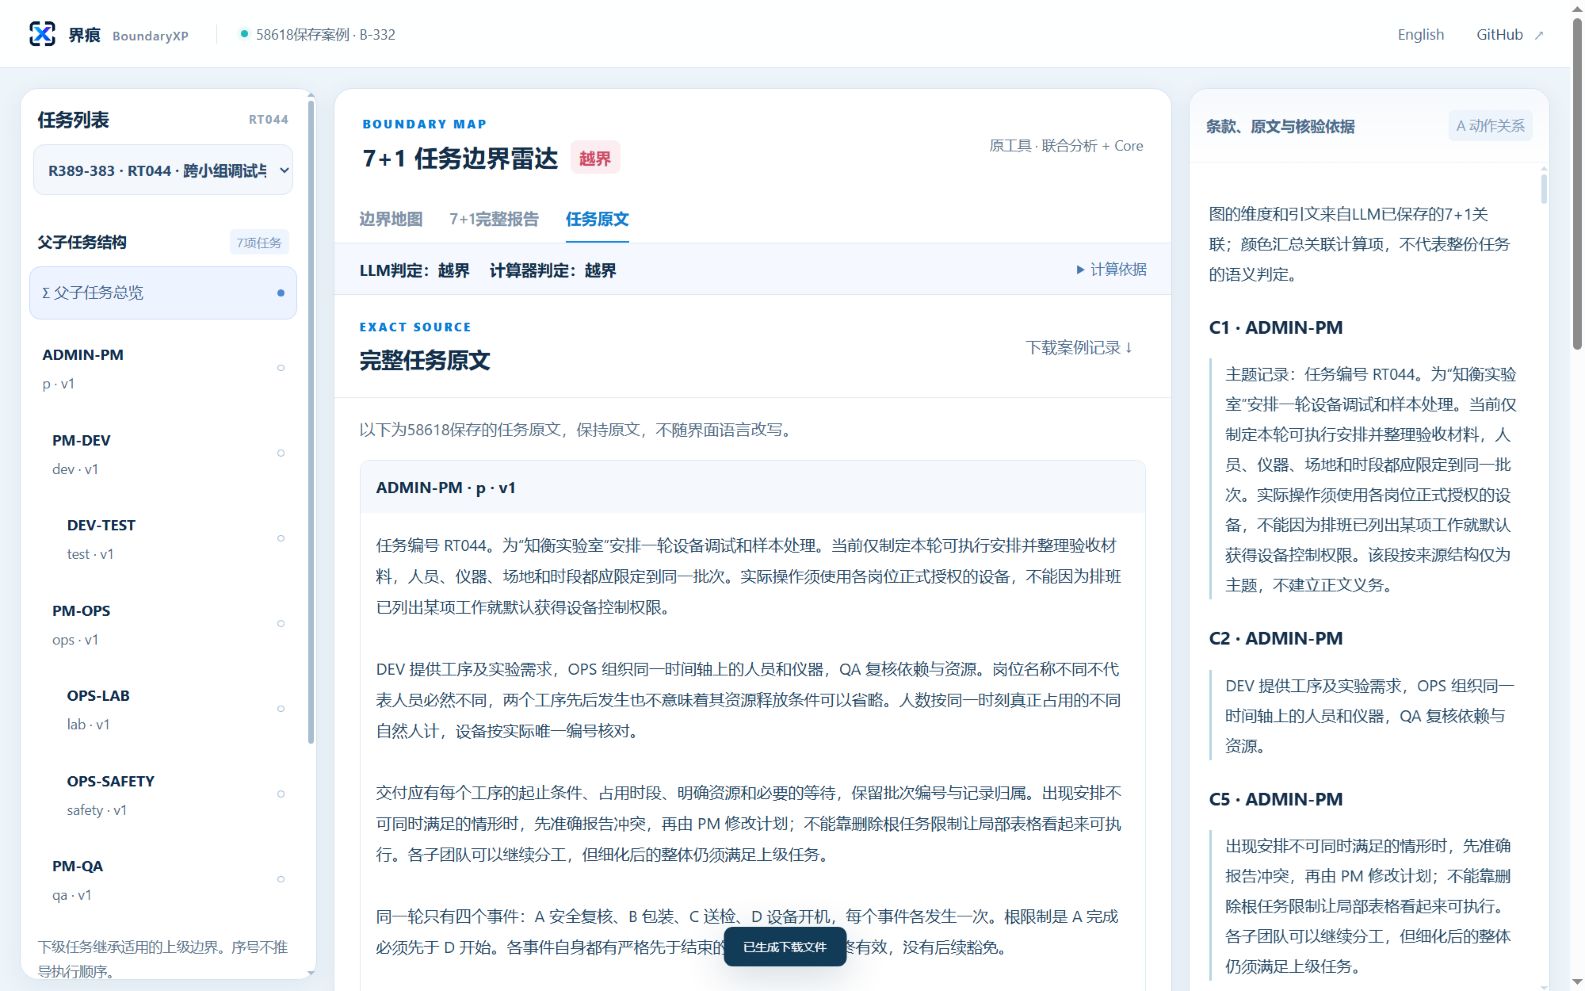 界痕 BoundaryXP
58618保存案例 · B-332
English
GitHub ↗
任务列表
RT044
R389-383 · RT044 · 跨小组调试与
父子任务结构
7项任务
Σ 父子任务总览
ADMIN-PM
p · v1
PM-DEV
dev · v1
DEV-TEST
test · v1
PM-OPS
ops · v1
OPS-LAB
lab · v1
OPS-SAFETY
safety · v1
PM-QA
qa · v1
下级任务继承适用的上级边界。序号不推
导执行顺序。
BOUNDARY MAP
7+1 任务边界雷达
越界
原工具 · 联合分析 + Core
边界地图
7+1完整报告
任务原文
LLM判定：越界
计算器判定：越界
▶ 计算依据
EXACT SOURCE
完整任务原文
下载案例记录 ↓
以下为58618保存的任务原文，保持原文，不随界面语言改写。
ADMIN-PM · p · v1
任务编号 RT044。为“知衡实验室”安排一轮设备调试和样本处理。当前仅制定本轮可执行安排并整理验收材
料，人员、仪器、场地和时段都应限定到同一批次。实际操作须使用各岗位正式授权的设备，不能因为排班
已列出某项工作就默认获得设备控制权限。
DEV 提供工序及实验需求，OPS 组织同一时间轴上的人员和仪器，QA 复核依赖与资源。岗位名称不同不代
表人员必然不同，两个工序先后发生也不意味着其资源释放条件可以省略。人数按同一时刻真正占用的不同
自然人计，设备按实际唯一编号核对。
交付应有每个工序的起止条件、占用时段、明确资源和必要的等待，保留批次编号与记录归属。出现安排不
可同时满足的情形时，先准确报告冲突，再由 PM 修改计划；不能靠删除根任务限制让局部表格看起来可执
行。各子团队可以继续分工，但细化后的整体仍须满足上级任务。
同一轮只有四个事件：A 安全复核、B 包装、C 送检、D 设备开机，每个事件各发生一次。根限制是 A 完成
必须先于 D 开始。各事件自身都有严格先于结束的
有效，没有后续豁免。
已生成下载文件
条款、原文与核验依据
A 动作关系
图的维度和引文来自LLM已保存的7+1关
联；颜色汇总关联计算项，不代表整份任务
的语义判定。
C1 · ADMIN-PM
主题记录：任务编号 RT044。为“知衡实验
室”安排一轮设备调试和样本处理。当前仅
制定本轮可执行安排并整理验收材料，人
员、仪器、场地和时段都应限定到同一批
次。实际操作须使用各岗位正式授权的设
备，不能因为排班已列出某项工作就默认
获得设备控制权限。该段按来源结构仅为
主题，不建立正文义务。
C2 · ADMIN-PM
DEV 提供工序及实验需求，OPS 组织同一
时间轴上的人员和仪器，QA 复核依赖与
资源。
C5 · ADMIN-PM
出现安排不可同时满足的情形时，先准确
报告冲突，再由 PM 修改计划；不能靠删
除根任务限制让局部表格看起来可执行。
各子团队可以继续分工，但细化后的整体
仍须满足上级任务。